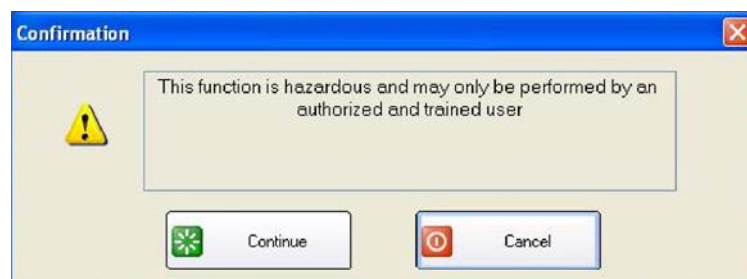 Confirmation
This function is hazardous and may only be performed by an
authorized and trained user
Continue
Cancel